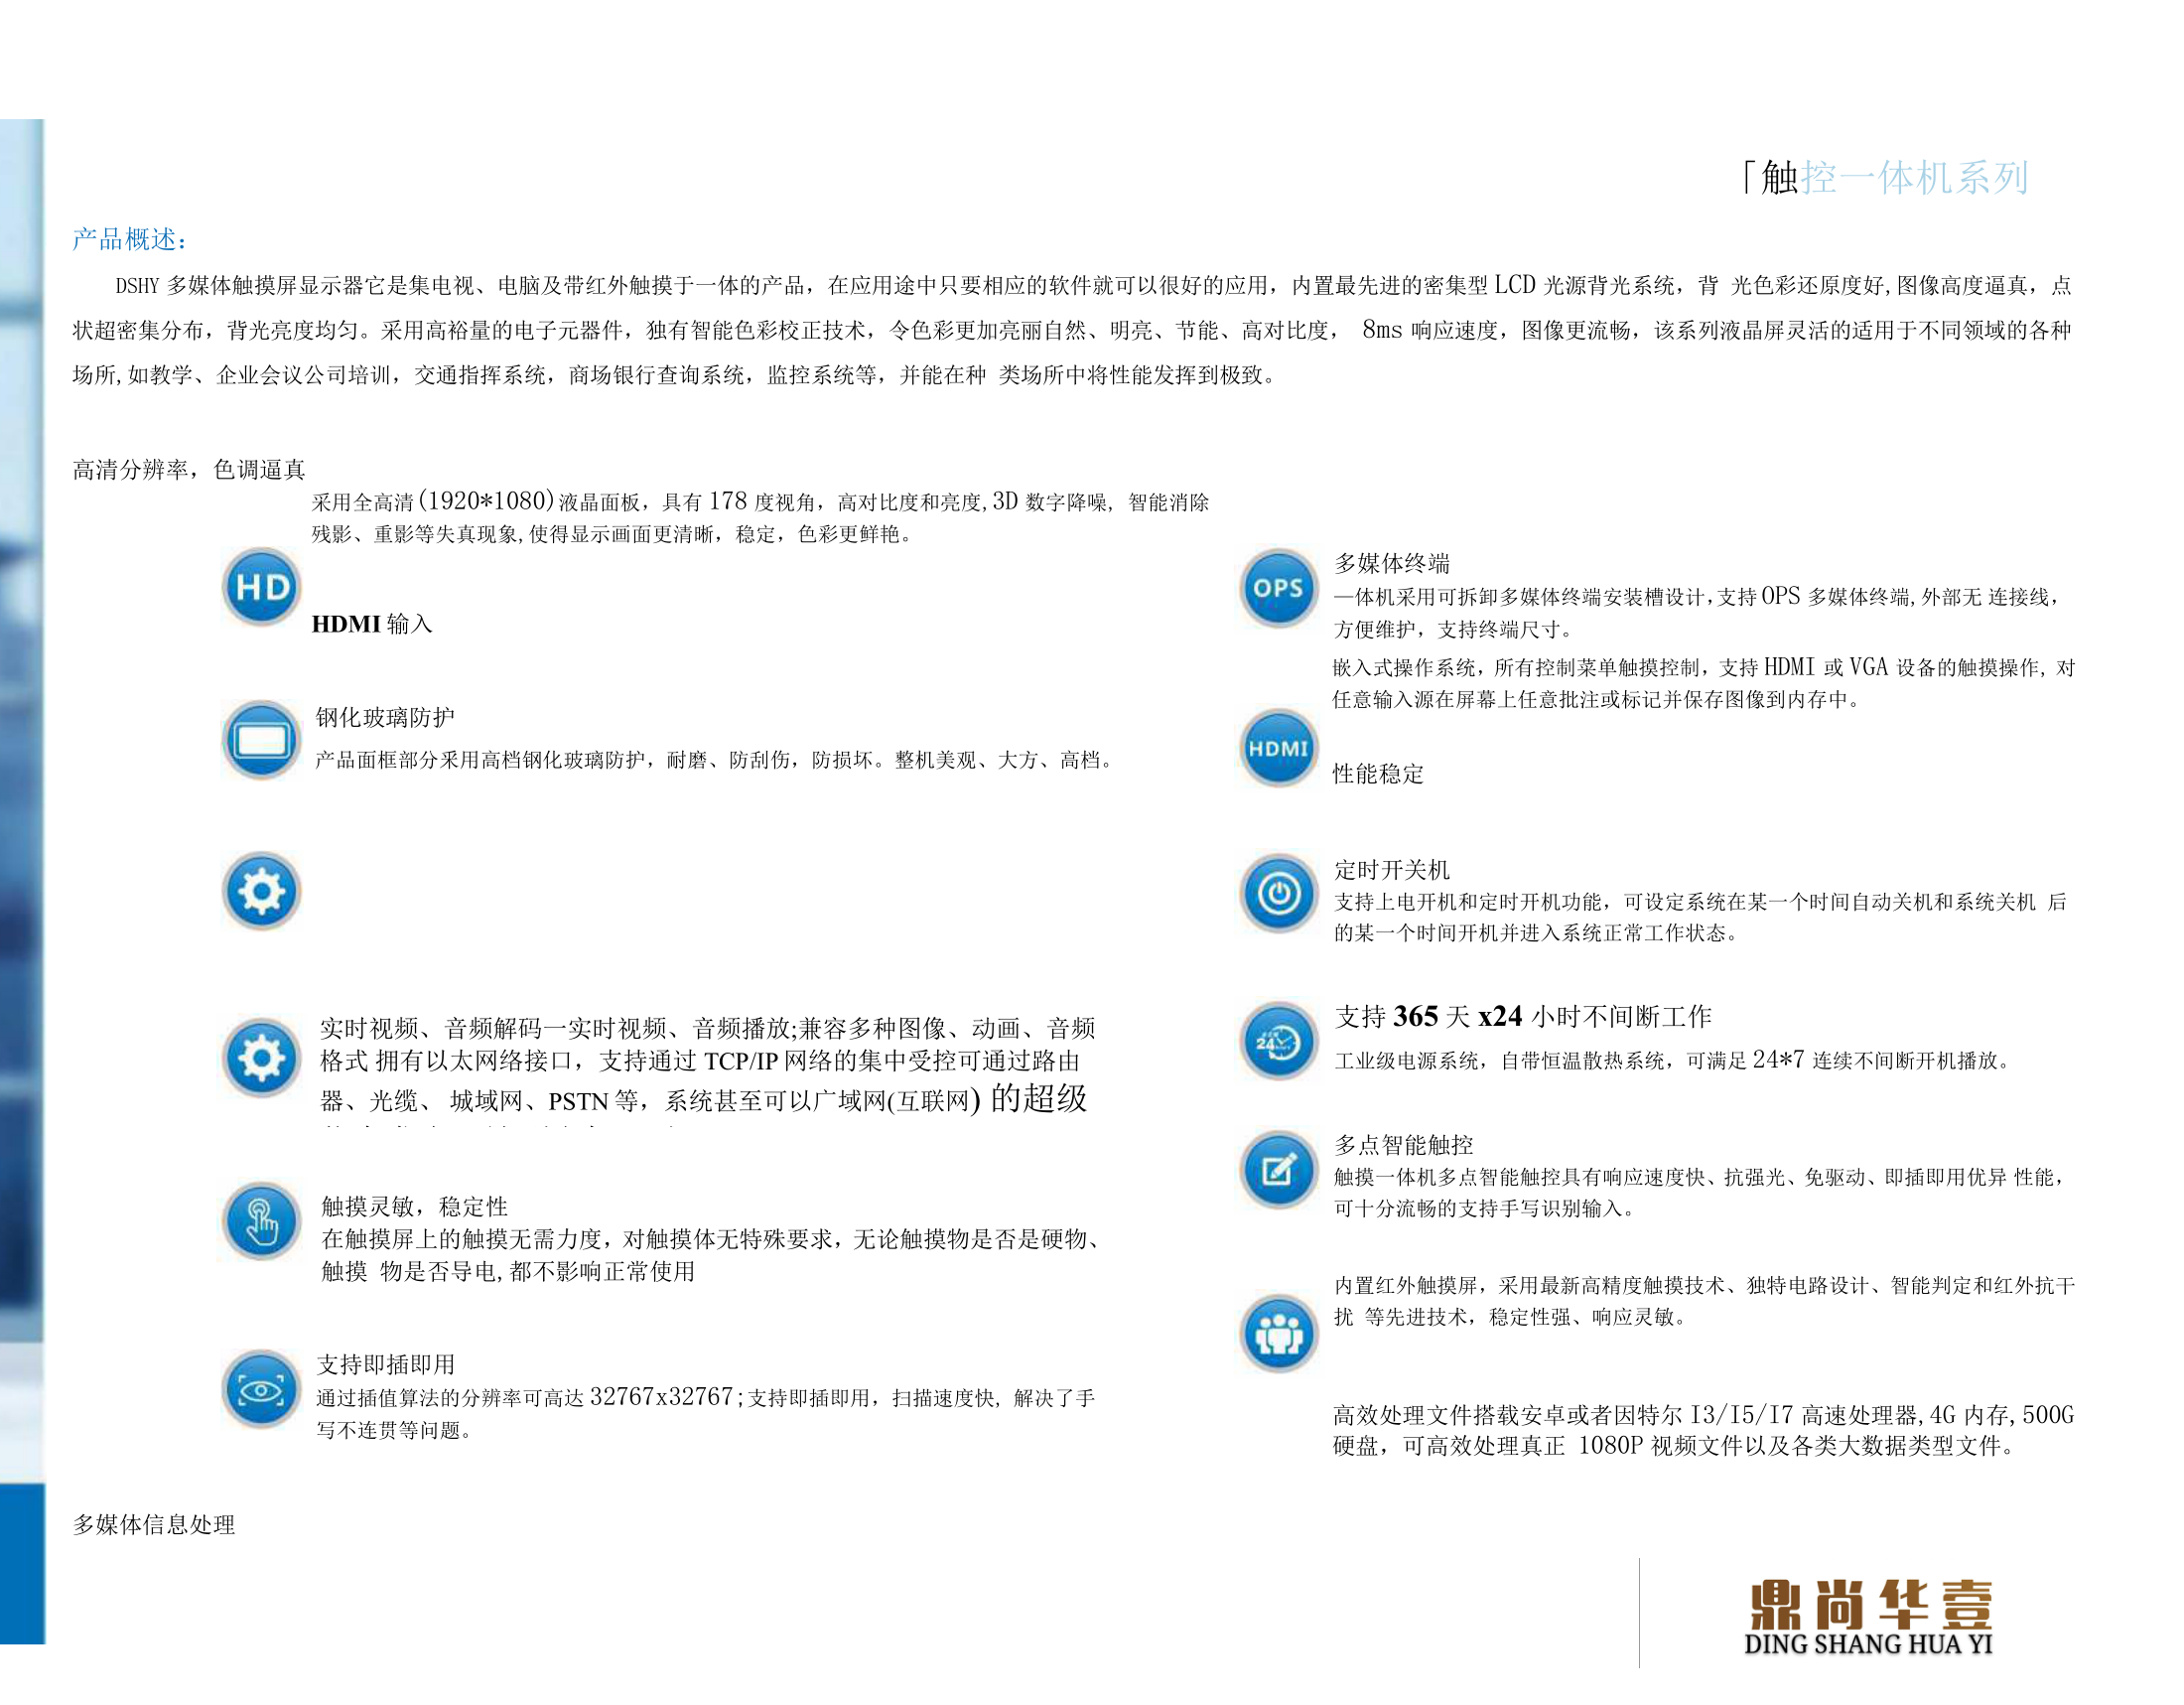 「触控一体机系列
产品概述：
DSHY 多媒体触摸屏显示器它是集电视、电脑及带红外触摸于一体的产品，在应用途中只要相应的软件就可以很好的应用，内置最先进的密集型 LCD 光源背光系统，背 光色彩还原度好,图像高度逼真，点
状超密集分布，背光亮度均匀。采用高裕量的电子元器件，独有智能色彩校正技术，令色彩更加亮丽自然、明亮、节能、高对比度， 8ms 响应速度，图像更流畅，该系列液晶屏灵活的适用于不同领域的各种
场所,如教学、企业会议公司培训，交通指挥系统，商场银行查询系统，监控系统等，并能在种 类场所中将性能发挥到极致。
高清分辨率，色调逼真
采用全高清(1920*1080)液晶面板，具有 178 度视角，高对比度和亮度,3D 数字降噪, 智能消除
残影、重影等失真现象,使得显示画面更清晰，稳定，色彩更鲜艳。
HD
HDMI 输入
钢化玻璃防护
产品面框部分采用高档钢化玻璃防护，耐磨、防刮伤，防损坏。整机美观、大方、高档。
实时视频、音频解码一实时视频、音频播放;兼容多种图像、动画、音频
格式 拥有以太网络接口，支持通过 TCP/IP 网络的集中受控可通过路由
器、光缆、 城域网、PSTN 等，系统甚至可以广域网(互联网) 的超级
触摸灵敏，稳定性
在触摸屏上的触摸无需力度，对触摸体无特殊要求，无论触摸物是否是硬物、
触摸 物是否导电,都不影响正常使用
支持即插即用
通过插值算法的分辨率可高达 32767x32767;支持即插即用，扫描速度快, 解决了手
写不连贯等问题。
多媒体信息处理
OPS
多媒体终端
一体机采用可拆卸多媒体终端安装槽设计,支持 OPS 多媒体终端,外部无 连接线，
方便维护，支持终端尺寸。
嵌入式操作系统，所有控制菜单触摸控制，支持 HDMI 或 VGA 设备的触摸操作, 对
任意输入源在屏幕上任意批注或标记并保存图像到内存中。
HDMI
性能稳定
定时开关机
支持上电开机和定时开机功能，可设定系统在某一个时间自动关机和系统关机 后
的某一个时间开机并进入系统正常工作状态。
24
支持 365 天 x24 小时不间断工作
工业级电源系统，自带恒温散热系统，可满足 24*7 连续不间断开机播放。
多点智能触控
触摸一体机多点智能触控具有响应速度快、抗强光、免驱动、即插即用优异 性能，
可十分流畅的支持手写识别输入。
内置红外触摸屏，采用最新高精度触摸技术、独特电路设计、智能判定和红外抗干
扰 等先进技术，稳定性强、响应灵敏。
高效处理文件搭载安卓或者因特尔 I3/I5/I7 高速处理器,4G 内存,500G
硬盘，可高效处理真正 1080P 视频文件以及各类大数据类型文件。
鼎尚华壹
DING SHANG HUA YI